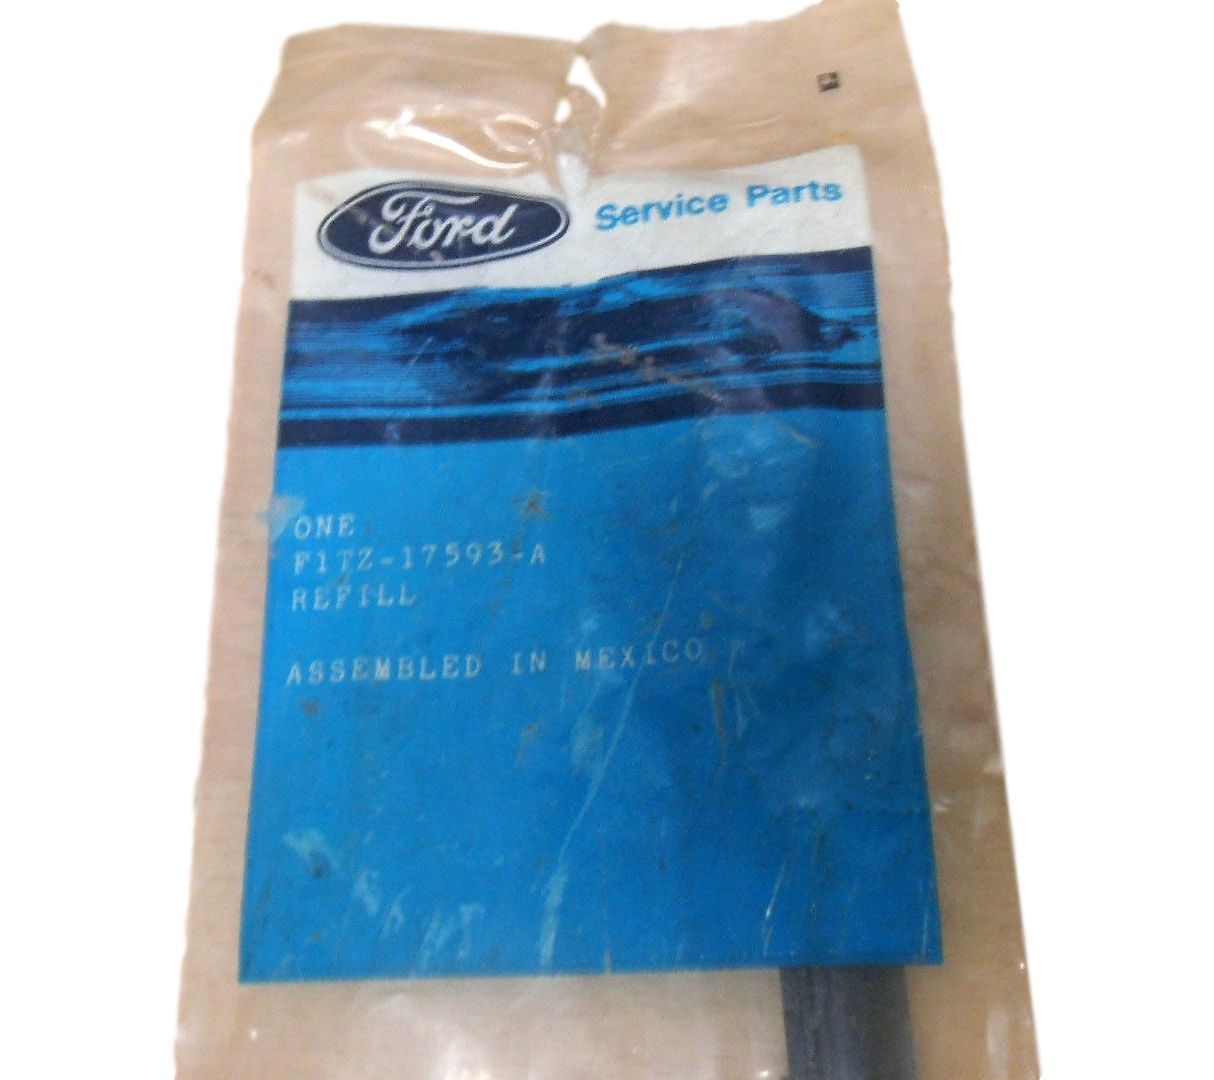 Ford
Service Parts
ONE
F1TZ-17593-A
REFILL
ASSEMBLED IN MEXICO